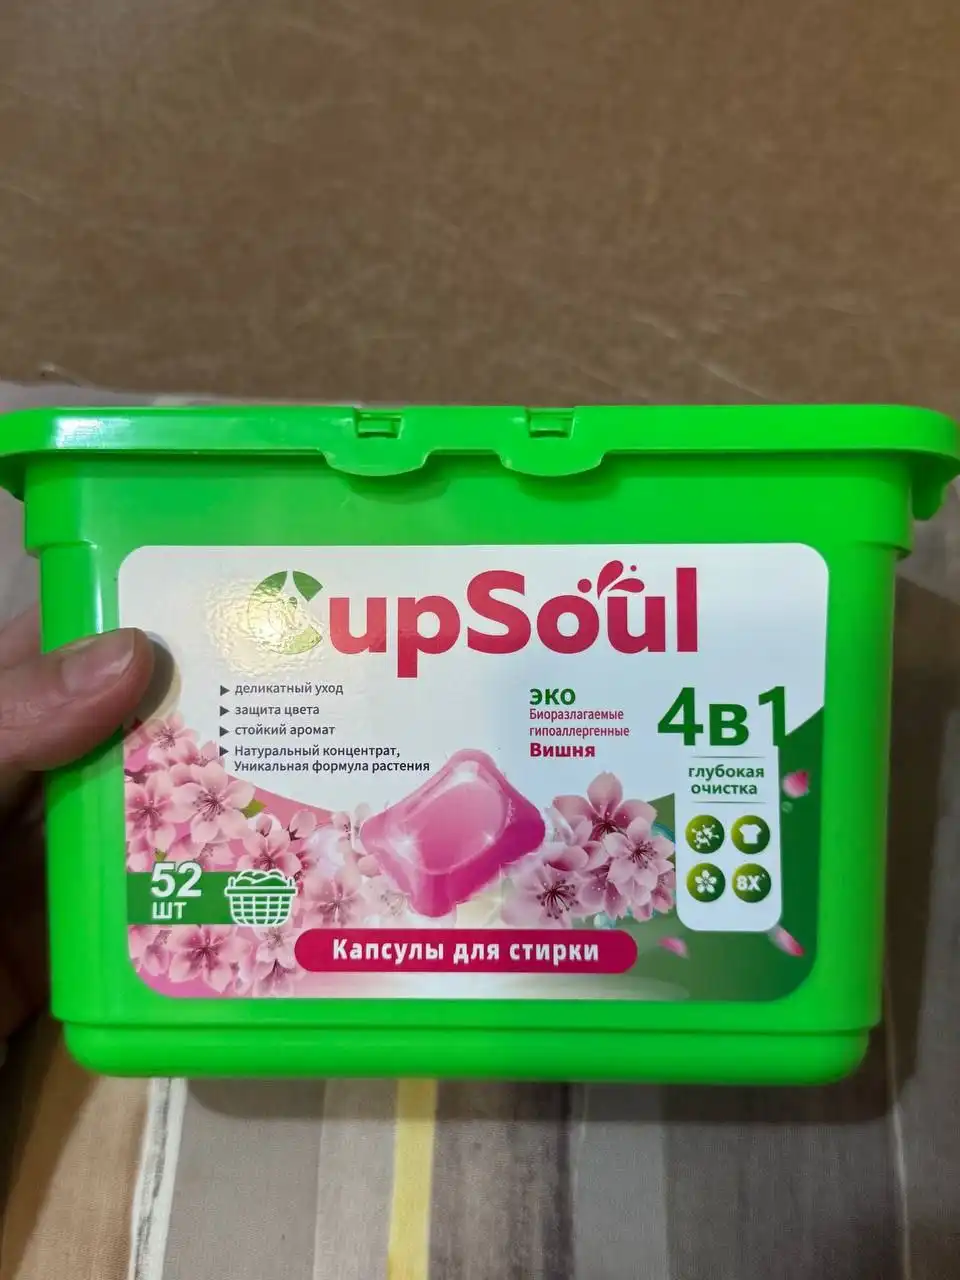 CupSoul
деликатный уход
защита цвета
стойкий аромат
Натуральный концентрат,
Уникальная формула растения
эко
Биоразлагаемые
гипоаллергенные
Вишня
4в1
глубокая
очистка
8X
52
шт
Капсулы для стирки